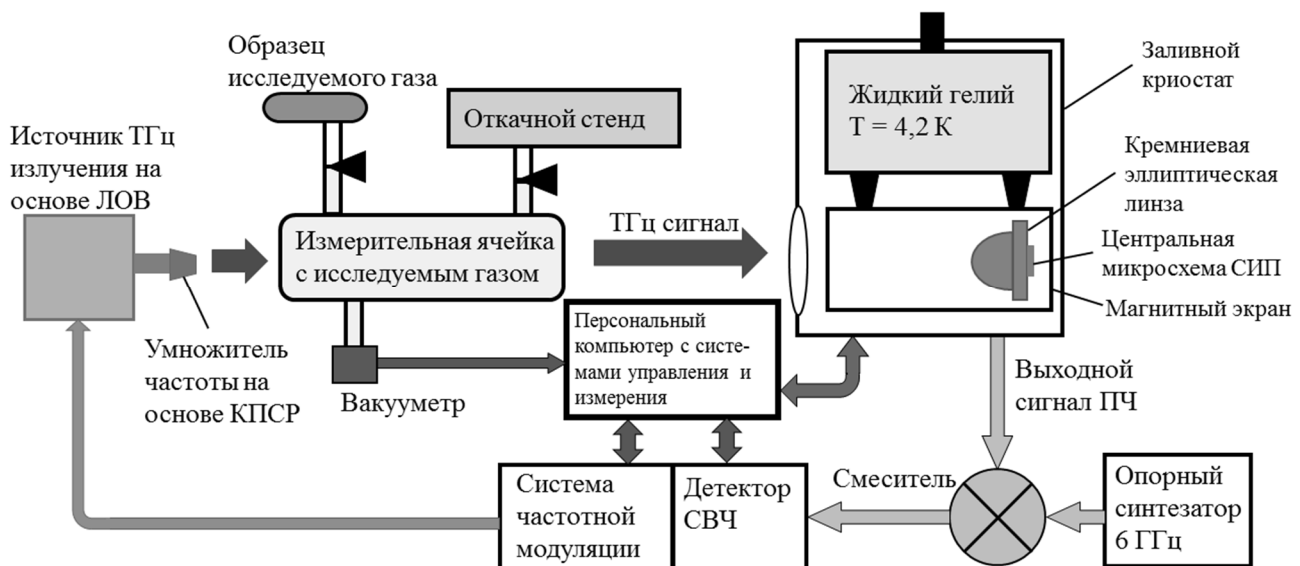 Образец
исследуемого газа
Откачной стенд
Источник ТГц
излучения на
основе ЛОВ
Измерительная ячейка
с исследуемым газом
ТГц сигнал
Жидкий гелий
Т = 4,2 К
Заливной
криостат
Кремниевая
эллиптическая
линза
Центральная
микросхема СИП
Магнитный экран
Умножитель
частоты на
основе КПСР
Вакууметр
Персональный
компьютер с систе-
мами управления и
измерения
Выходной
сигнал ПЧ
Система
частотной
модуляции
Детектор
СВЧ
Смеситель
Опорный
синтезатор
6 ГГц